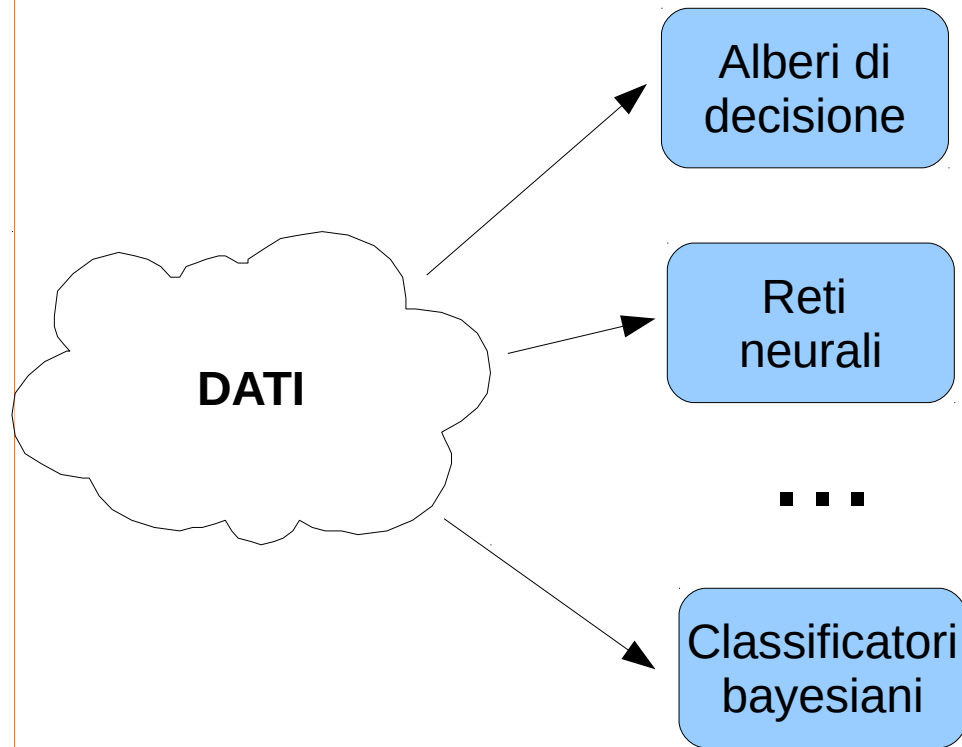 Alberi di
decisione
Reti
neurali
DATI
...
Classificatori
bayesiani